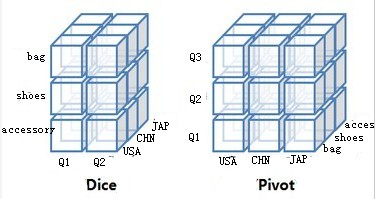 bag
shoes
accessory
Q1 Q2
USA
CHN
JAP
Dice
Q3
Q2
Q1
USA CHN JAP
bag
shoes
acces
Pivot